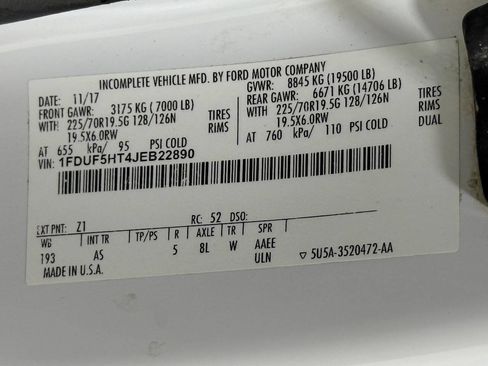 INCOMPLETE VEHICLE MFD. BY FORD MOTOR COMPANY
DATE: 11/17 GVWR: 8845 KG (19500 LB)
FRONT GAWR: 3175 KG (7000 LB) REAR GAWR: 6671 KG (14706 LB)
WITH 225/70R19.5G 128/126N TIRES WITH 225/70R19.5G 128/126N TIRES
19.5X6.0RW RIMS 19.5X6.0RW RIMS
AT 655 kPa/ 95 PSI COLD AT 760 kPa/ 110 PSI COLD DUAL
VIN: 1FDUF5HT4JEB22890
EXT PNT: Z1 RC: 52 DSO:
WB INT TR TP/PS R AXLE TR SPR
193 AS 5 8L W AAEE
ULN
MADE IN U.S.A. ▽ 5U5A-3520472-AA